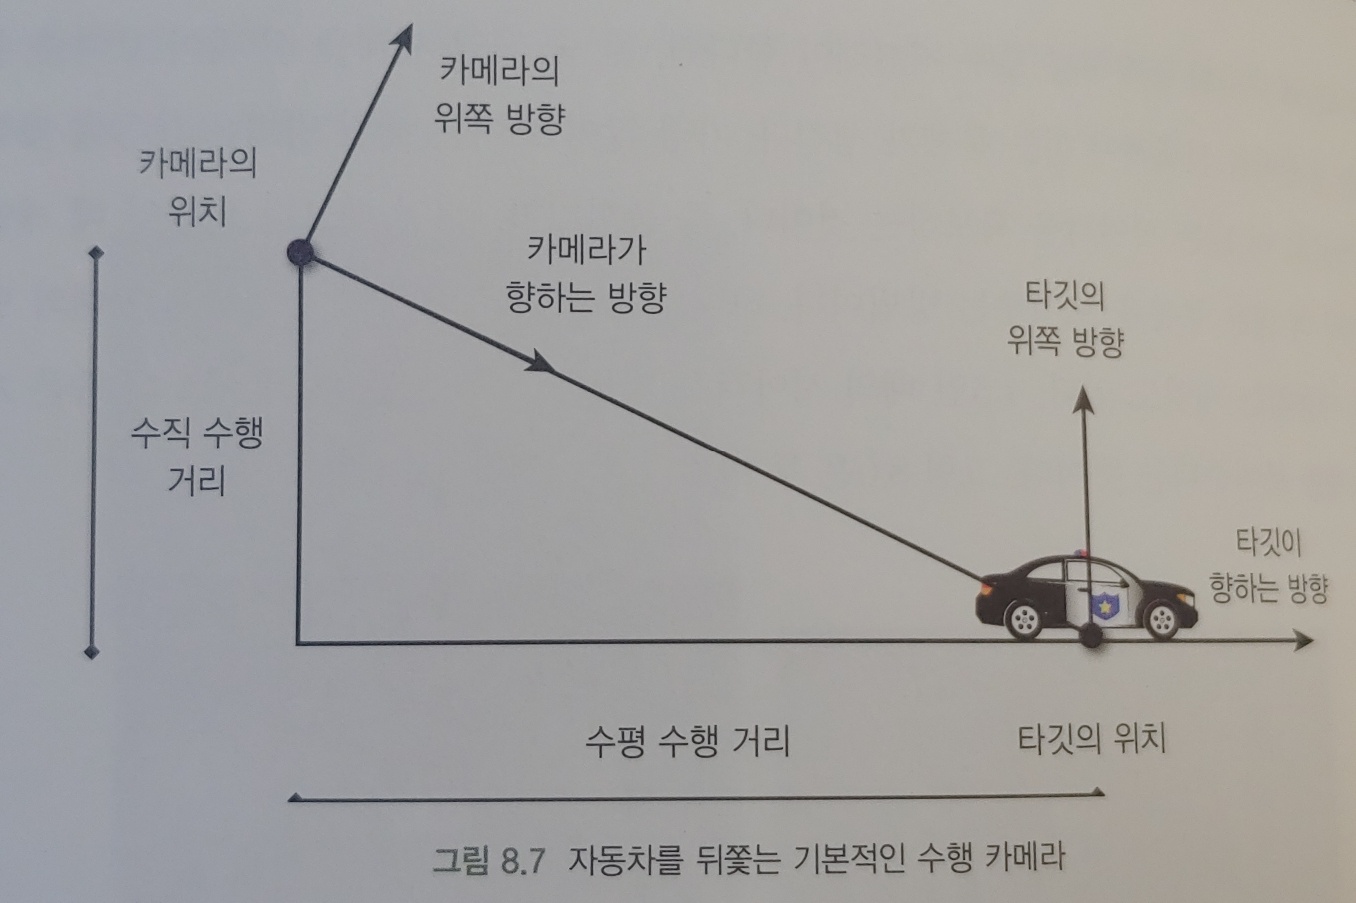 카메라의
위쪽 방향
카메라의
위치
카메라가
향하는 방향
타깃의
위쪽 방향
수직 수행
거리
타깃이
향하는 방향
수평 수행 거리
타깃의 위치
그림 8.7 자동차를 뒤쫓는 기본적인 수행 카메라